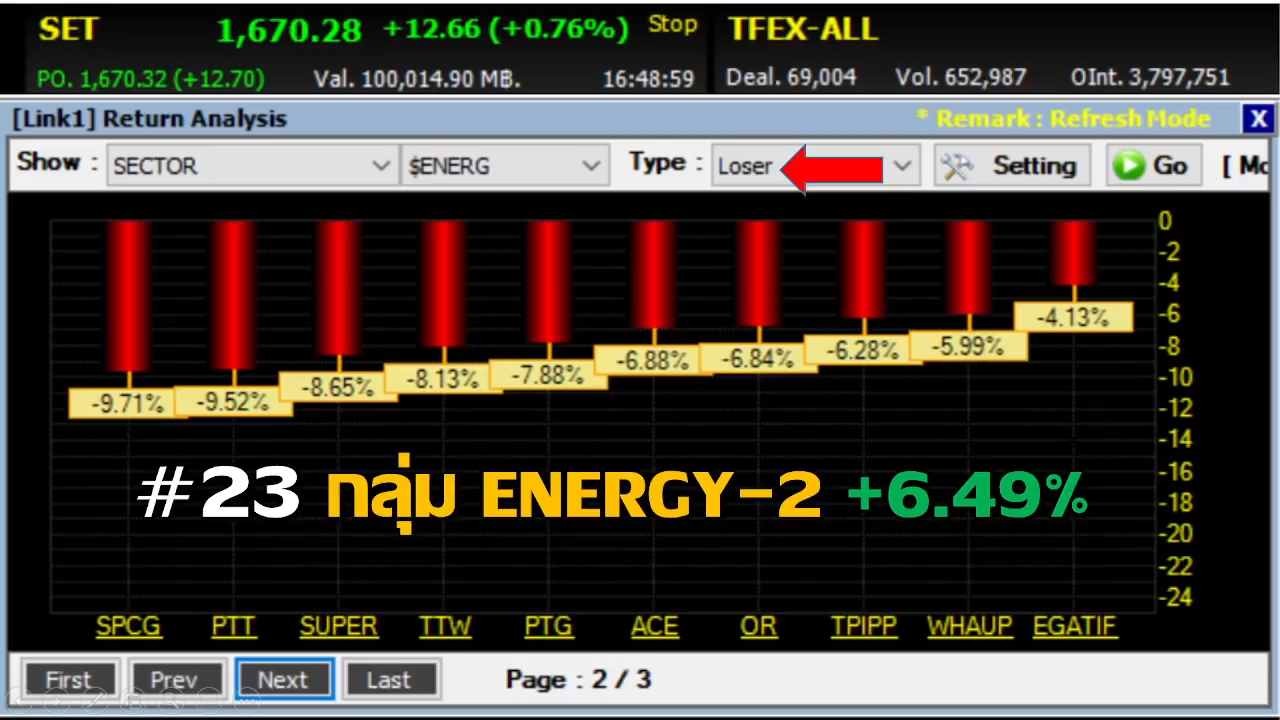 SET 1,670.28 +12.66 (+0.76%) Stop TFEX-ALL
PO. 1,670.32 (+12.70) Val. 100,014.90 M฿. 16:48:59 Deal. 69,004 Vol. 652,987 OInt. 3,797,751
[Link1] Return Analysis * Remark : Refresh Mode X
Show : SECTOR $ENERG Type : Loser Setting Go [ Mo
0
-2
-4
-6
-8
-10
-12
-14
-16
-18
-20
-22
-24
-9.71% -9.52% -8.65% -8.13% -7.88% -6.88% -6.84% -6.28% -5.99% -4.13%
#23 กลุ่ม ENERGY-2 +6.49%
SPCG PTT SUPER TTW PTG ACE OR TPIPP WHAUP EGATIF
First Prev Next Last Page : 2 / 3